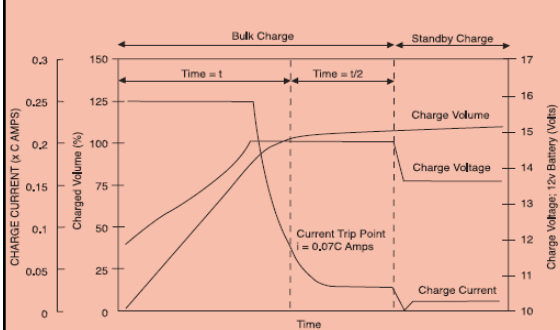 Bulk Charge
Standby Charge
Time = t
Time = t/2
0.3
0.25
0.2
0.15
0.1
0.05
0
CHARGE CURRENT (x C AMPS)
150
125
100
75
50
25
0
Charged Volume (%)
Charge Volume
Charge Voltage
Current Trip Point
i = 0.07C Amps
Charge Current
17
16
15
14
13
12
11
10
Charge Voltage; 12v Battery (Volts)
Time